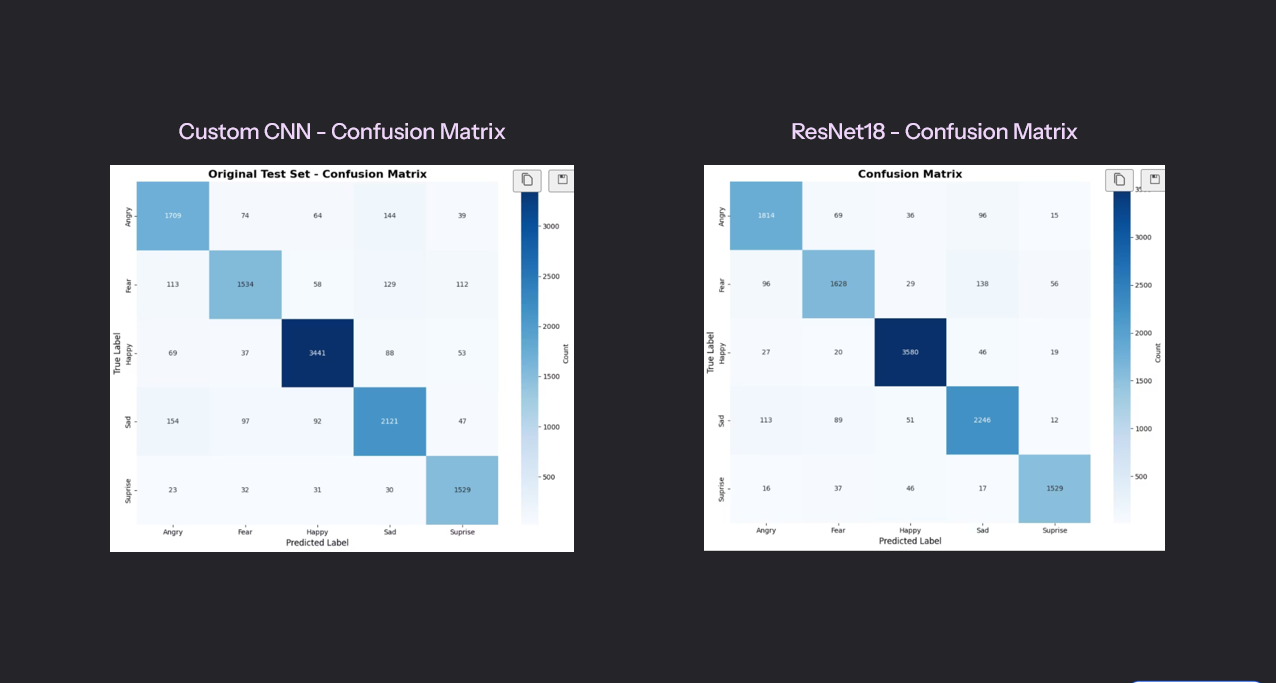 Custom CNN - Confusion Matrix
Original Test Set - Confusion Matrix
True Label
Angry 1709 74 64 144 39
Fear 113 1534 58 129 112
Happy 69 37 3441 88 53
Sad 154 97 92 2121 47
Suprise 23 32 31 30 1529
Angry Fear Happy Sad Suprise
Predicted Label
3000
2500
2000
1500
1000
500
Count
ResNet18 - Confusion Matrix
Confusion Matrix
True Label
Angry 1814 69 36 96 15
Fear 96 1628 29 138 56
Happy 27 20 3580 46 19
Sad 113 89 51 2246 12
Suprise 16 37 46 17 1529
Angry Fear Happy Sad Suprise
Predicted Label
3000
2500
2000
1500
1000
500
Count